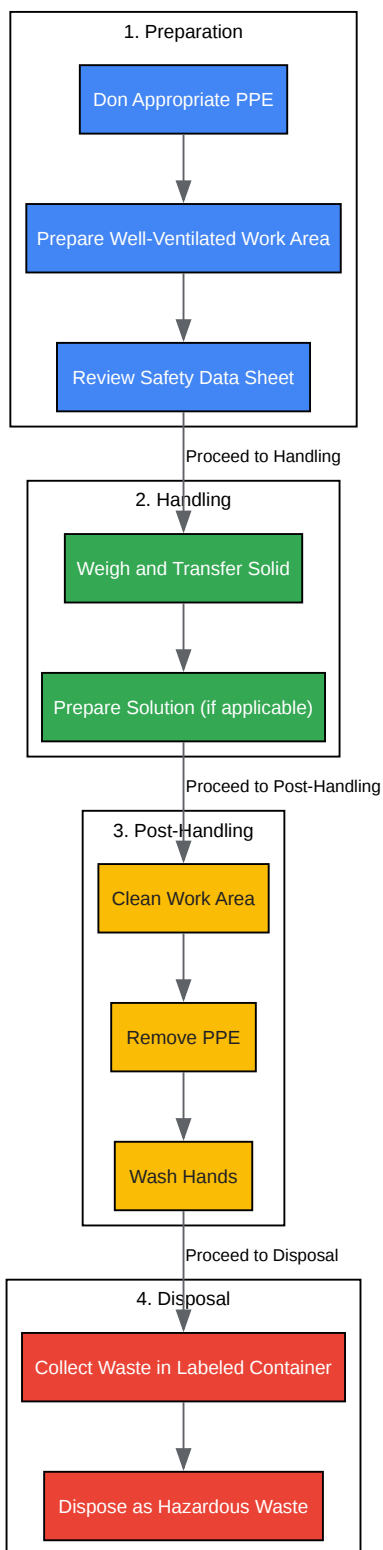 1. Preparation
Don Appropriate PPE
Prepare Well-Ventilated Work Area
Review Safety Data Sheet
Proceed to Handling
2. Handling
Weigh and Transfer Solid
Prepare Solution (if applicable)
Proceed to Post-Handling
3. Post-Handling
Clean Work Area
Remove PPE
Wash Hands
Proceed to Disposal
4. Disposal
Collect Waste in Labeled Container
Dispose as Hazardous Waste